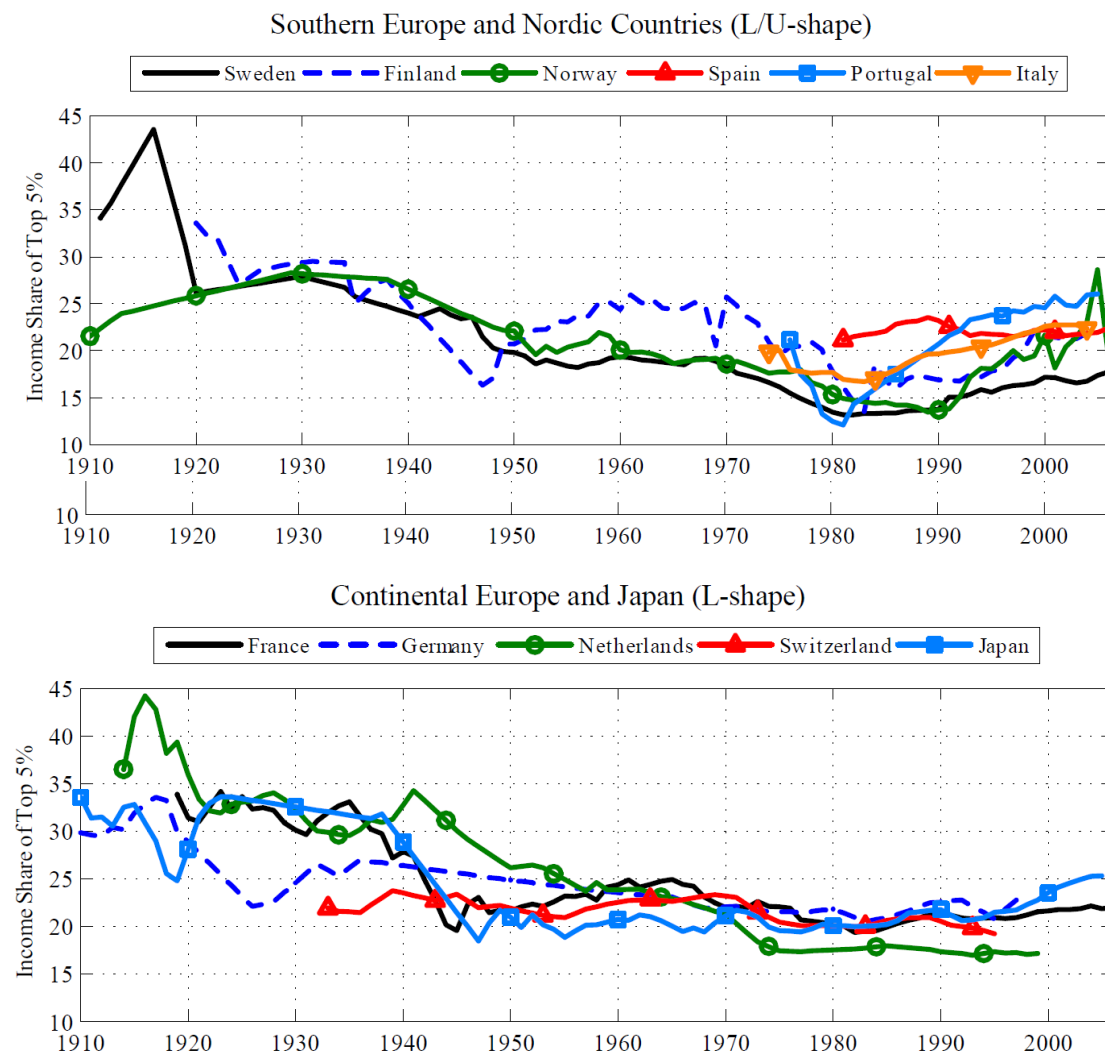 Southern Europe and Nordic Countries (L/U-shape)
Sweden Finland Norway Spain Portugal Italy
Income Share of Top 5%
45
40
35
30
25
20
15
10
1910 1920 1930 1940 1950 1960 1970 1980 1990 2000
10
1910 1920 1930 1940 1950 1960 1970 1980 1990 2000
Continental Europe and Japan (L-shape)
France Germany Netherlands Switzerland Japan
Income Share of Top 5%
45
40
35
30
25
20
15
10
1910 1920 1930 1940 1950 1960 1970 1980 1990 2000